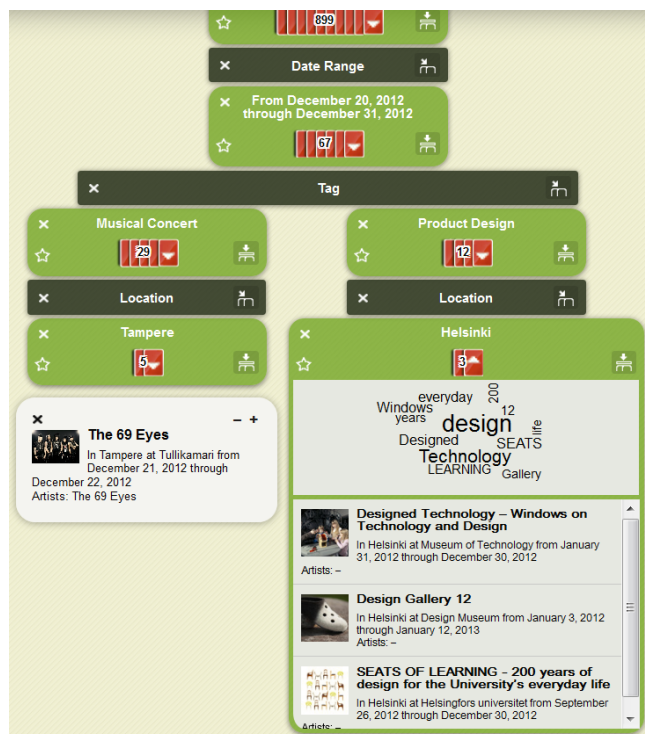 899
Date Range
From December 20, 2012
through December 31, 2012
67
Tag
Musical Concert
29
Location
Tampere
5
The 69 Eyes
In Tampere at Tullikamari from
December 21, 2012 through
December 22, 2012
Artists: The 69 Eyes
Product Design
12
Location
Helsinki
3
everyday
200
Windows
12
years
design
life
Designed
SEATS
Technology
LEARNING
Gallery
Designed Technology – Windows on
Technology and Design
In Helsinki at Museum of Technology from January
31, 2012 through December 30, 2012
Artists: –
Design Gallery 12
In Helsinki at Design Museum from January 3, 2012
through January 12, 2013
Artists: –
SEATS OF LEARNING - 200 years of
design for the University's everyday life
In Helsinki at Helsingfors universitet from September
26, 2012 through December 30, 2012
Artists: –